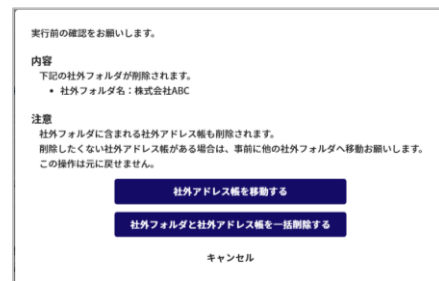 実行前の確認をお願いします。
内容
下記の社外フォルダが削除されます。
• 社外フォルダ名：株式会社ABC
注意
社外フォルダに含まれる社外アドレス帳も削除されます。
削除したくない社外アドレス帳がある場合は、事前に他の社外フォルダへ移動お願いします。
この操作は元に戻せません。
社外アドレス帳を移動する
社外フォルダと社外アドレス帳を一括削除する
キャンセル